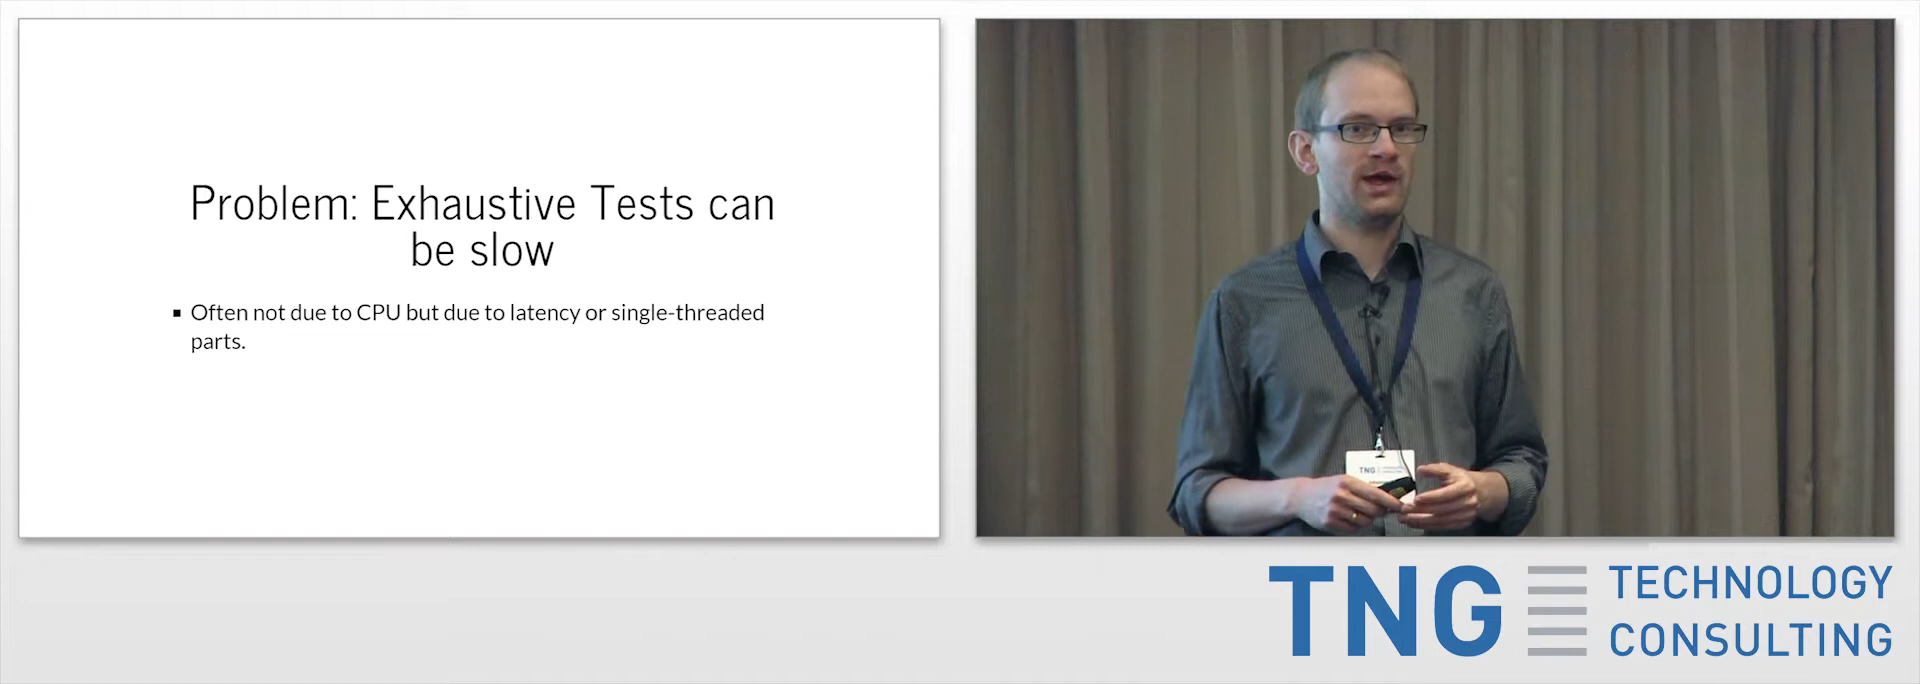 Problem: Exhaustive Tests can
be slow
Often not due to CPU but due to latency or single-threaded
parts.
TNG
TNG TECHNOLOGY
CONSULTING